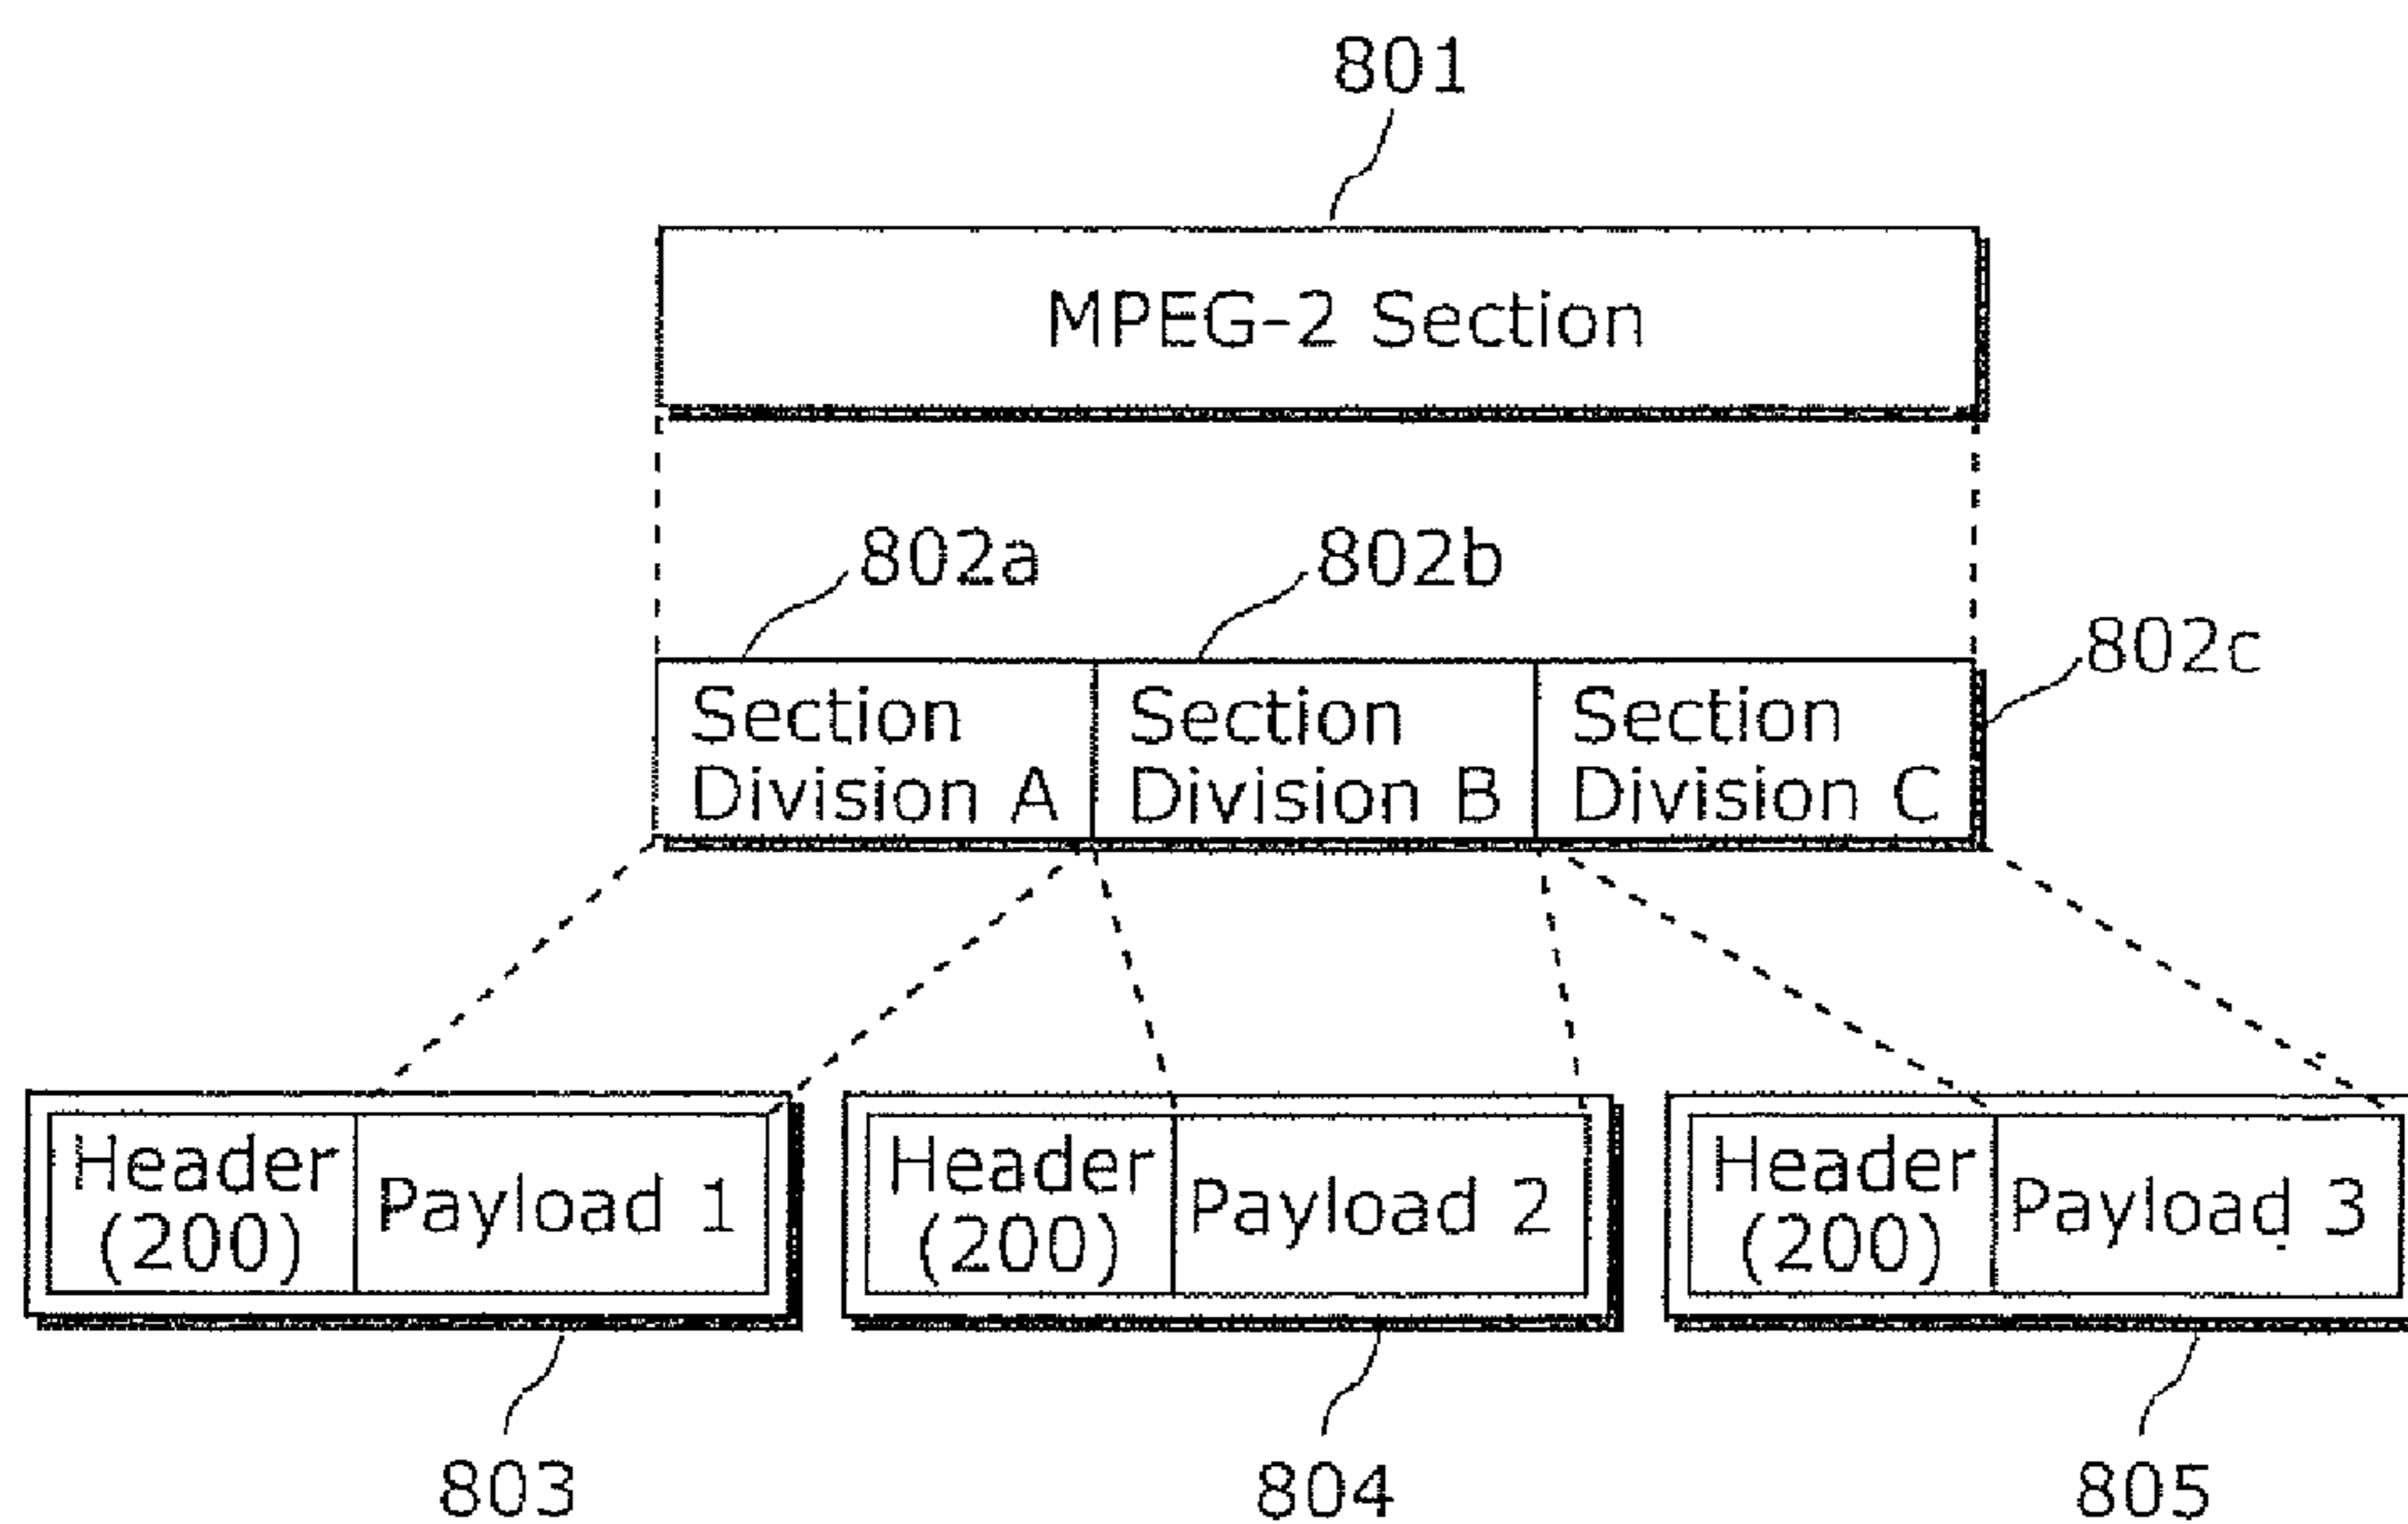 801
MPEG-2 Section
802a
802b
802c
Section
Division A
Section
Division B
Section
Division C
Header
(200)
Payload 1
Header
(200)
Payload 2
Header
(200)
Payload 3
803
804
805